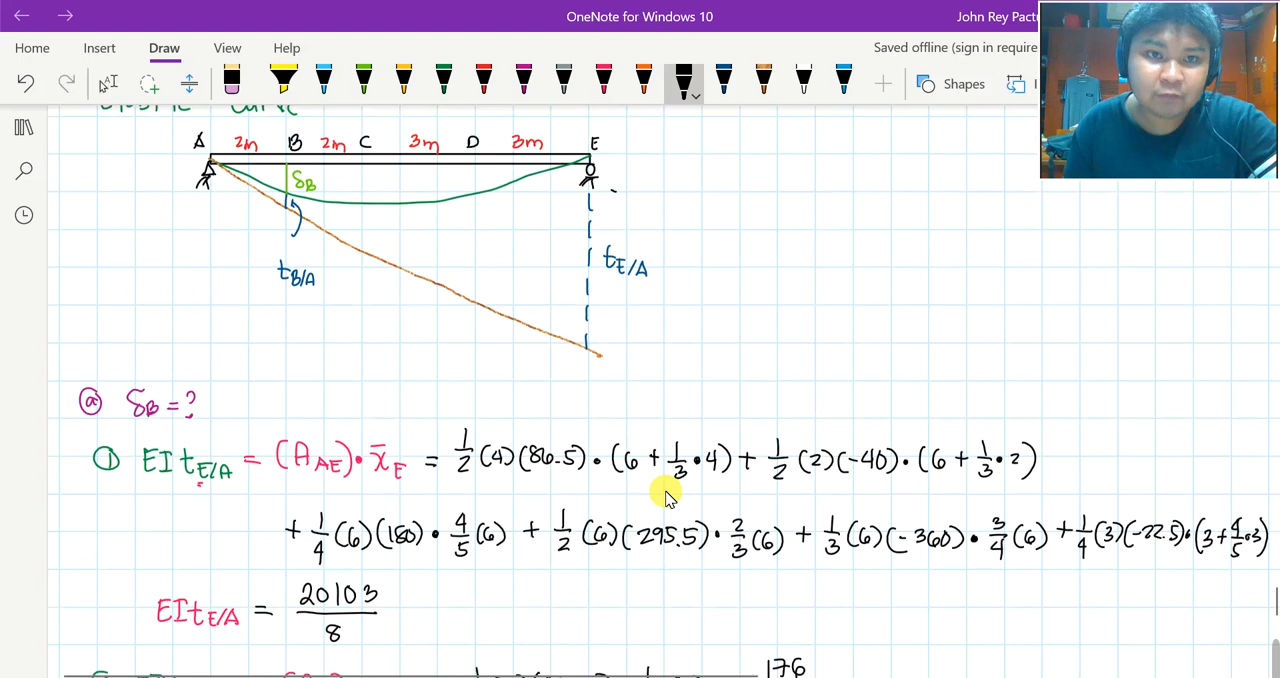 OneNote for Windows 10
John Rey Pactu
Home Insert Draw View Help
Saved offline (sign in require
Shapes
Curve
A 2m B 2m C 3m D 3m E
δB
tB/A
tE/A
ⓐ δB = ?
① EI tE/A = (AAE)•x̄E = 1/2 (4)(86.5)•(6 + 1/3•4) + 1/2 (2)(-40)•(6 + 1/3•2)
+ 1/4 (6)(180)•4/5(6) + 1/2 (6)(295.5)•2/3(6) + 1/3 (6)(-360)•3/4(6) + 1/4(3)(-22.5)•(3+4/5•3)
EI tE/A = 20103/8
176